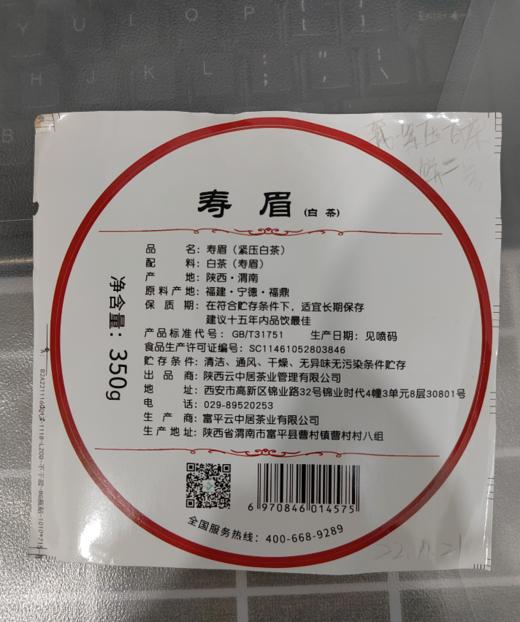 寿眉(白茶)
品 名：寿眉（紧压白茶）
配 料：白茶（寿眉）
产 地：陕西·渭南
原料产地：福建·宁德·福鼎
保 质 期：在符合贮存条件下，适宜长期保存
建议十五年内品饮最佳
产品标准代号：GB/T31751 生产日期：见喷码
食品生产许可证编号：SC11461052803846
贮存条件：清洁、通风、干燥、无异味无污染条件贮存
出 品 商：陕西云中居茶业管理有限公司
地 址：西安市高新区锦业路32号锦业时代4幢3单元8层30801号
电 话：029-89520253
生 产 商：富平云中居茶业有限公司
生产地址：陕西省渭南市富平县曹村镇曹村村八组
净含量：350g
6970846014575
全国服务热线：400-668-9289